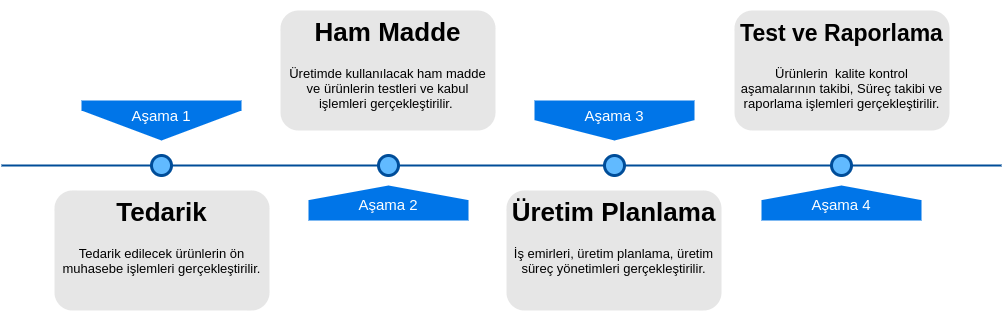 Aşama 1
Tedarik
Tedarik edilecek ürünlerin ön
muhasebe işlemleri gerçekleştirilir.
Ham Madde
Üretimde kullanılacak ham madde
ve ürünlerin testleri ve kabul
işlemleri gerçekleştirilir.
Aşama 2
Aşama 3
Üretim Planlama
İş emirleri, üretim planlama, üretim
süreç yönetimleri gerçekleştirilir.
Test ve Raporlama
Ürünlerin  kalite kontrol
aşamalarının takibi, Süreç takibi ve
raporlama işlemleri gerçekleştirilir.
Aşama 4